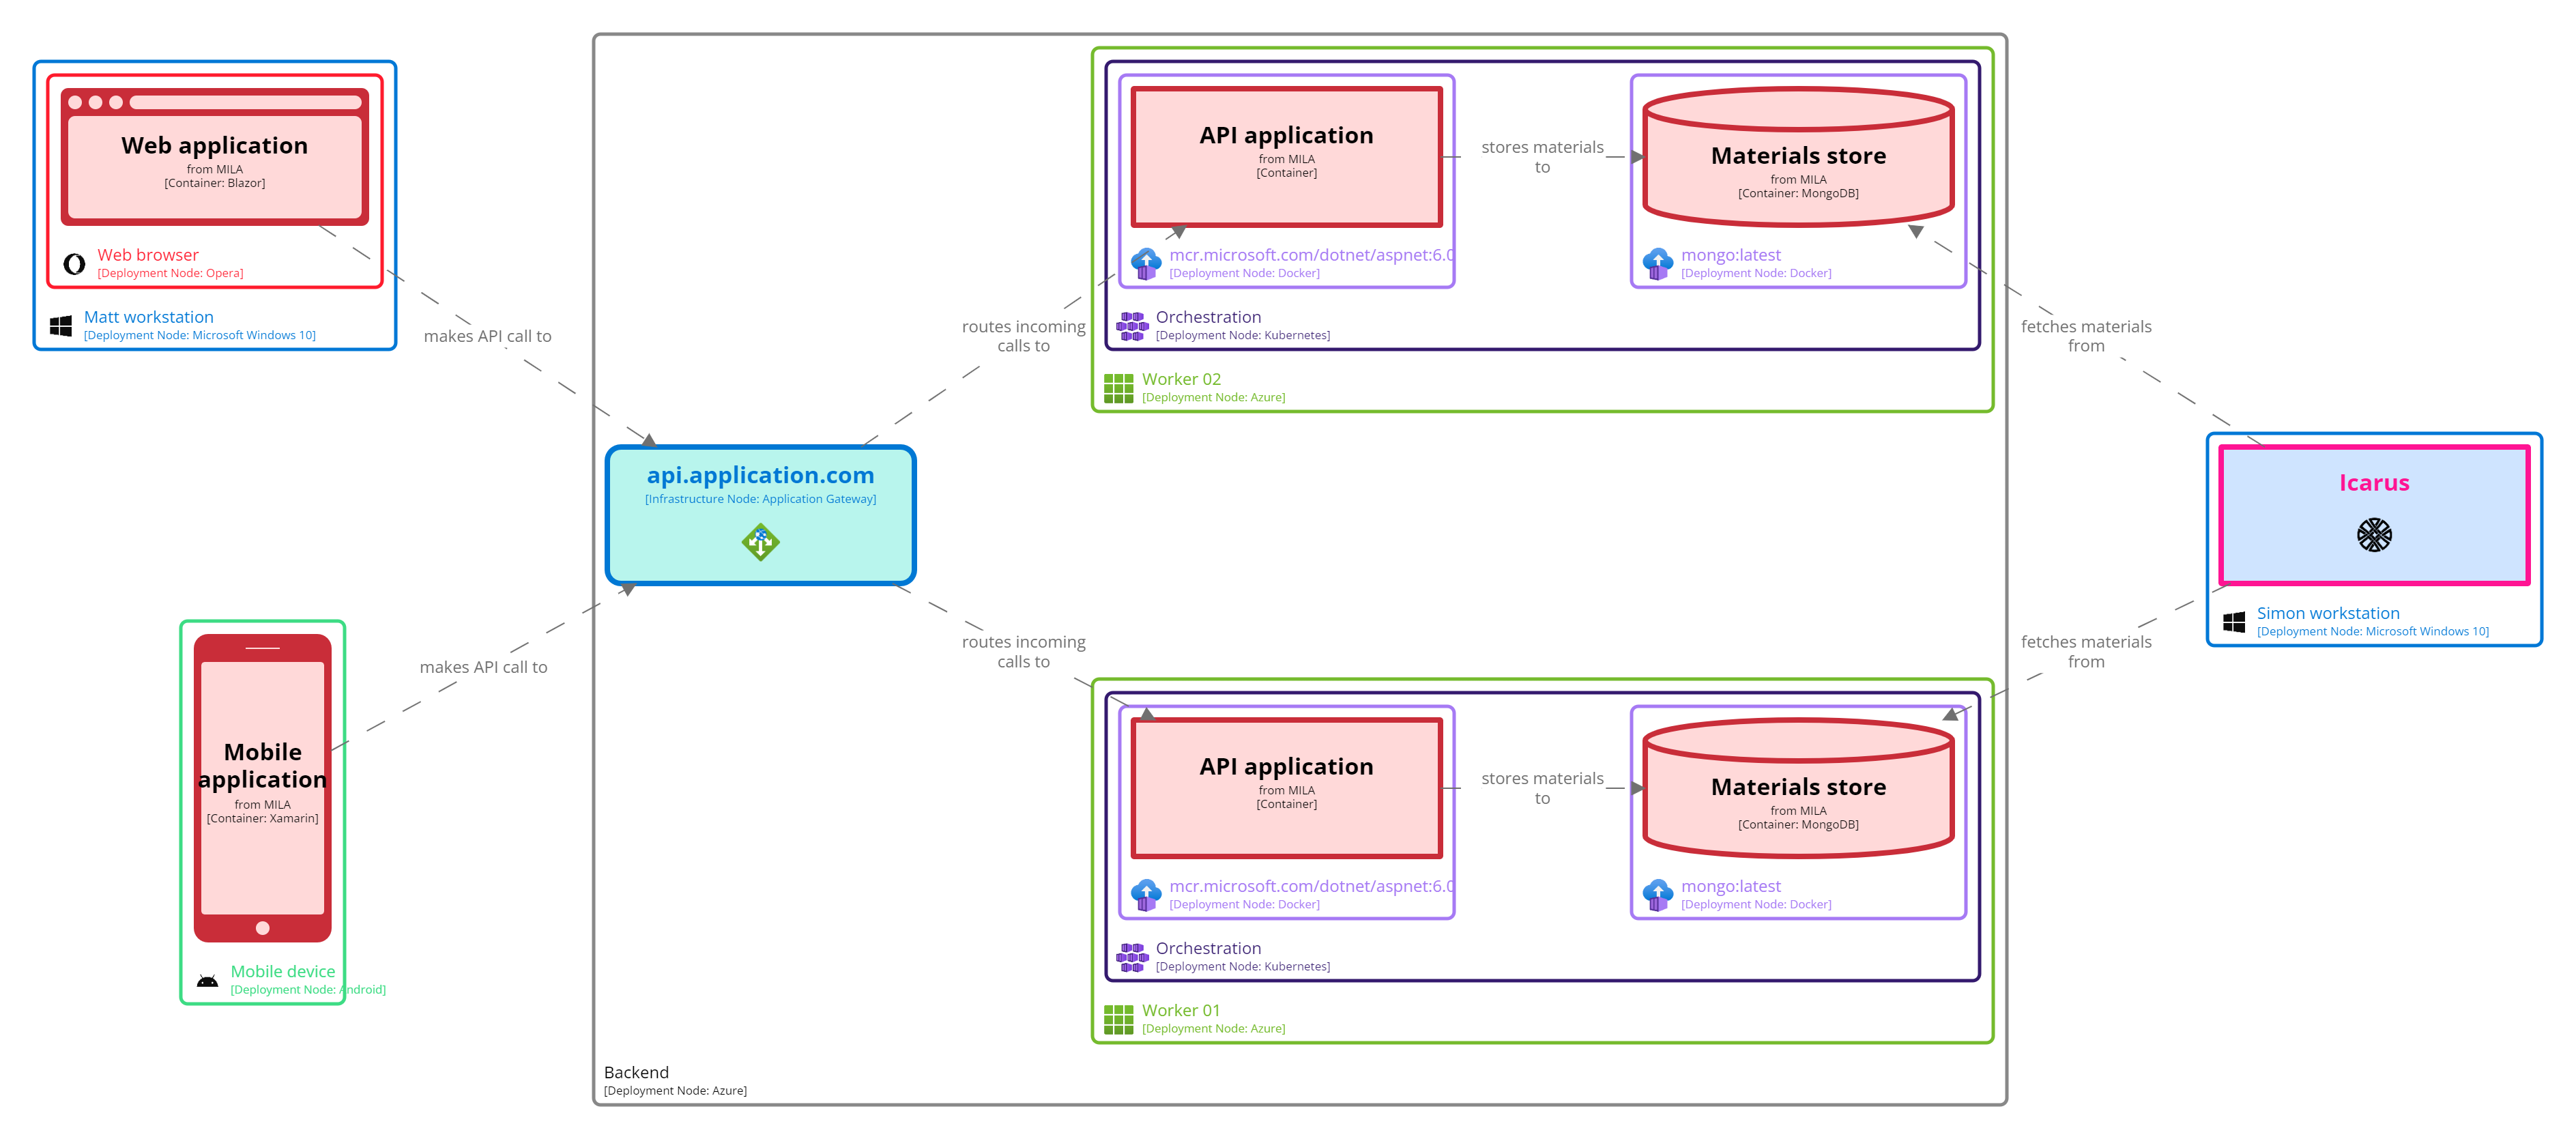 Web application
from MILA
[Container: Blazor]
Web browser
[Deployment Node: Opera]
Matt workstation
[Deployment Node: Microsoft Windows 10]
makes API call to
Mobile
application
from MILA
[Container: Xamarin]
Mobile device
[Deployment Node: Android]
makes API call to
api.application.com
[Infrastructure Node: Application Gateway]
routes incoming
calls to
routes incoming
calls to
API application
from MILA
[Container]
mcr.microsoft.com/dotnet/aspnet:6.0
[Deployment Node: Docker]
stores materials
to
Materials store
from MILA
[Container: MongoDB]
mongo:latest
[Deployment Node: Docker]
Orchestration
[Deployment Node: Kubernetes]
Worker 02
[Deployment Node: Azure]
API application
from MILA
[Container]
mcr.microsoft.com/dotnet/aspnet:6.0
[Deployment Node: Docker]
stores materials
to
Materials store
from MILA
[Container: MongoDB]
mongo:latest
[Deployment Node: Docker]
Orchestration
[Deployment Node: Kubernetes]
Worker 01
[Deployment Node: Azure]
Backend
[Deployment Node: Azure]
fetches materials
from
fetches materials
from
Icarus
Simon workstation
[Deployment Node: Microsoft Windows 10]